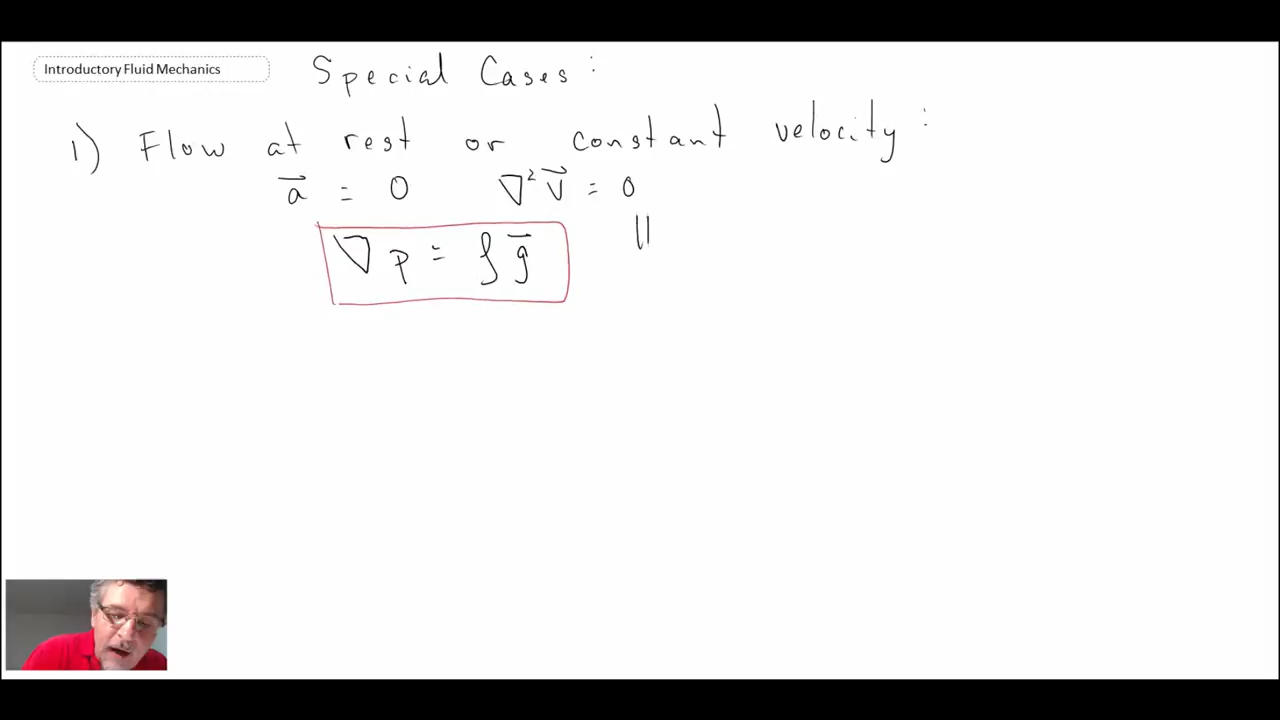 Introductory Fluid Mechanics
Special Cases:
1) Flow at rest or constant velocity:
a⃗ = 0 ∇²V⃗ = 0
∇p = ρg⃗